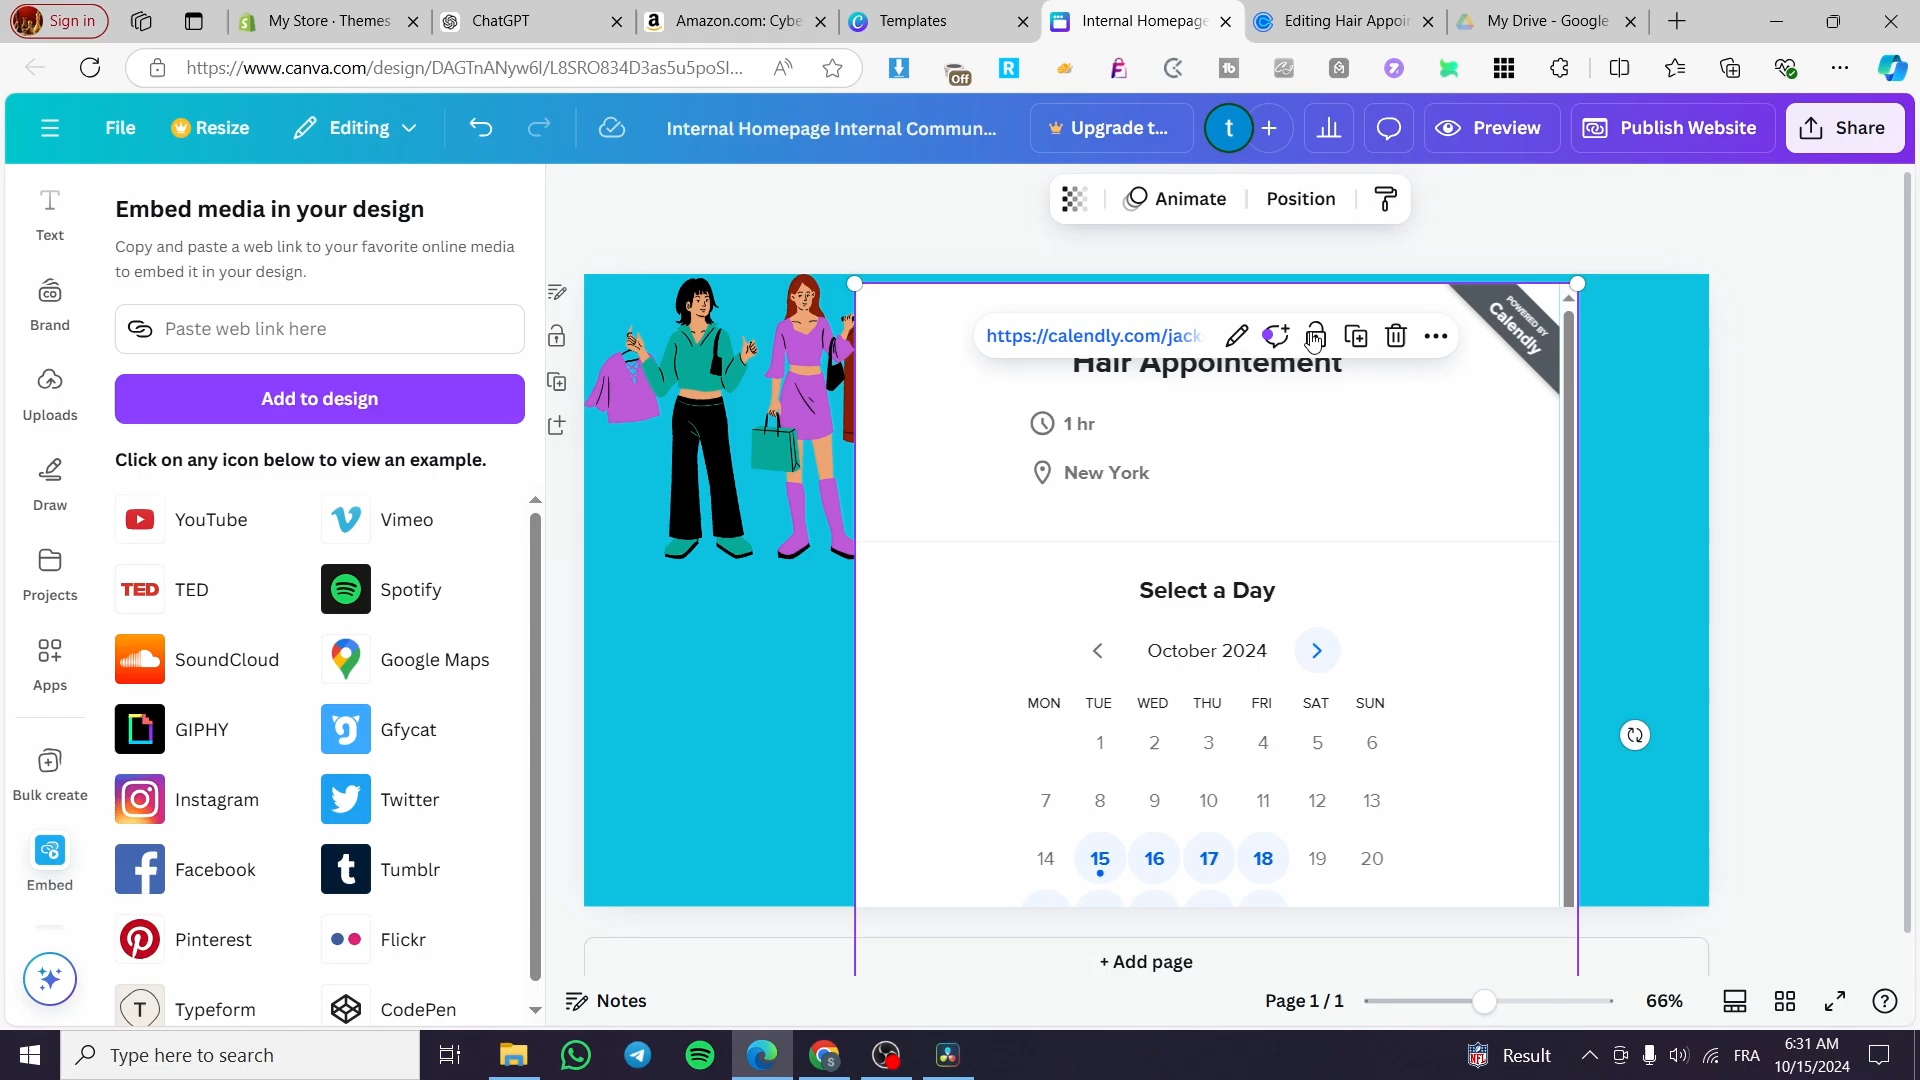 Sign in
My Store · Themes
ChatGPT
Amazon.com: Cybe
Templates
Internal Homepage
Editing Hair Appoin
My Drive - Google
https://www.canva.com/design/DAGTnANyw6I/L8SRO834D3as5u5poSI...
Off
File
Resize
Editing
Internal Homepage Internal Commun...
Upgrade t...
t
Preview
Publish Website
Share
Text
Brand
Uploads
Draw
Projects
Apps
Bulk create
Embed
Embed media in your design
Copy and paste a web link to your favorite online media
to embed it in your design.
Paste web link here
Add to design
Click on any icon below to view an example.
YouTube
Vimeo
TED TED
Spotify
SoundCloud
Google Maps
GIPHY
Gfycat
Instagram
Twitter
Facebook
Tumblr
Pinterest
Flickr
T Typeform
CodePen
Animate
Position
https://calendly.com/jack
POWERED BY
Calendly
Hair Appointement
1 hr
New York
Select a Day
October 2024
MON TUE WED THU FRI SAT SUN
1 2 3 4 5 6
7 8 9 10 11 12 13
14 15 16 17 18 19 20
+ Add page
Notes
Page 1 / 1
66%
Type here to search
Result
FRA
6:31 AM
10/15/2024